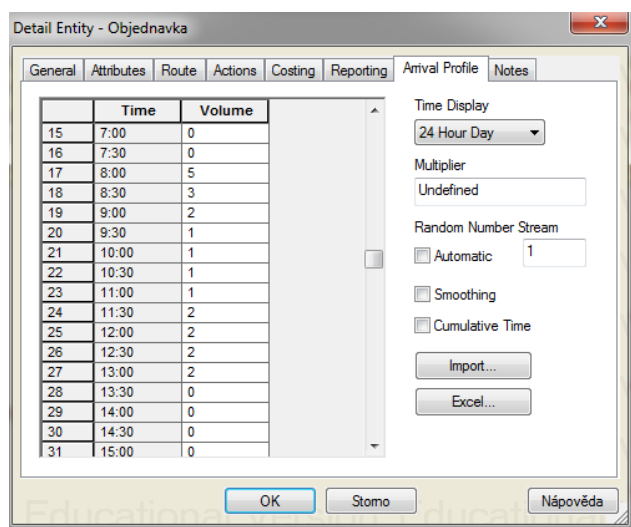 Detail Entity - Objednavka
General Attributes Route Actions Costing Reporting Arrival Profile Notes
Time Volume
15 7:00 0
16 7:30 0
17 8:00 5
18 8:30 3
19 9:00 2
20 9:30 1
21 10:00 1
22 10:30 1
23 11:00 1
24 11:30 2
25 12:00 2
26 12:30 2
27 13:00 2
28 13:30 0
29 14:00 0
30 14:30 0
31 15:00 0
Time Display
24 Hour Day
Multiplier
Undefined
Random Number Stream
Automatic 1
Smoothing
Cumulative Time
Import...
Excel...
OK Storno Nápověda
Educational Version Educational